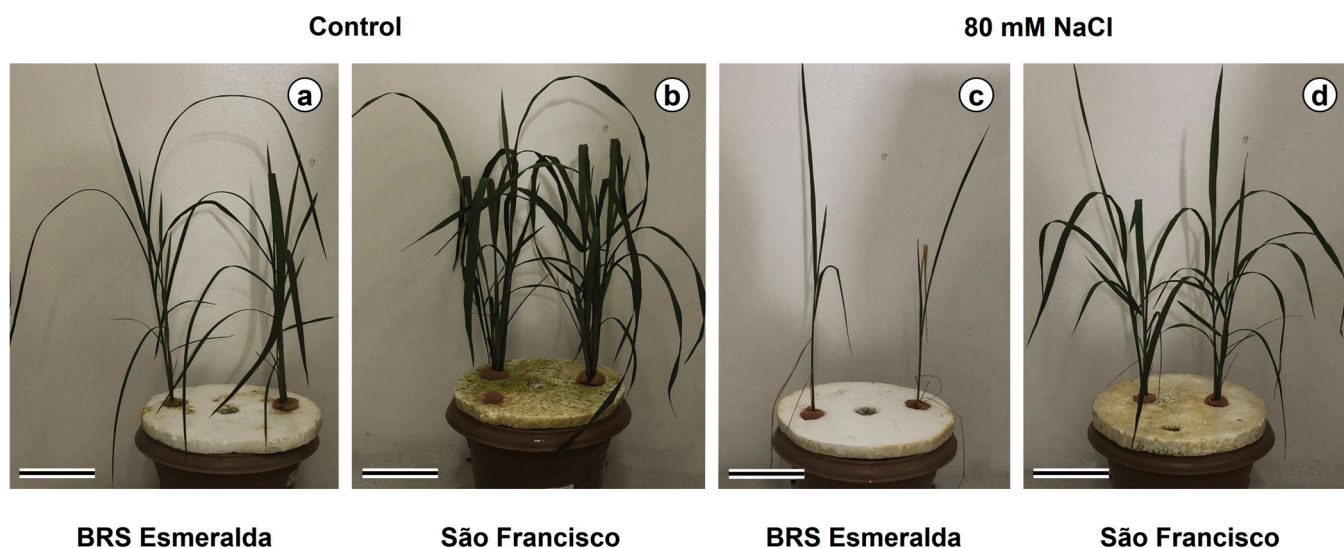 Control
80 mM NaCl
a
b
c
d
BRS Esmeralda
São Francisco
BRS Esmeralda
São Francisco